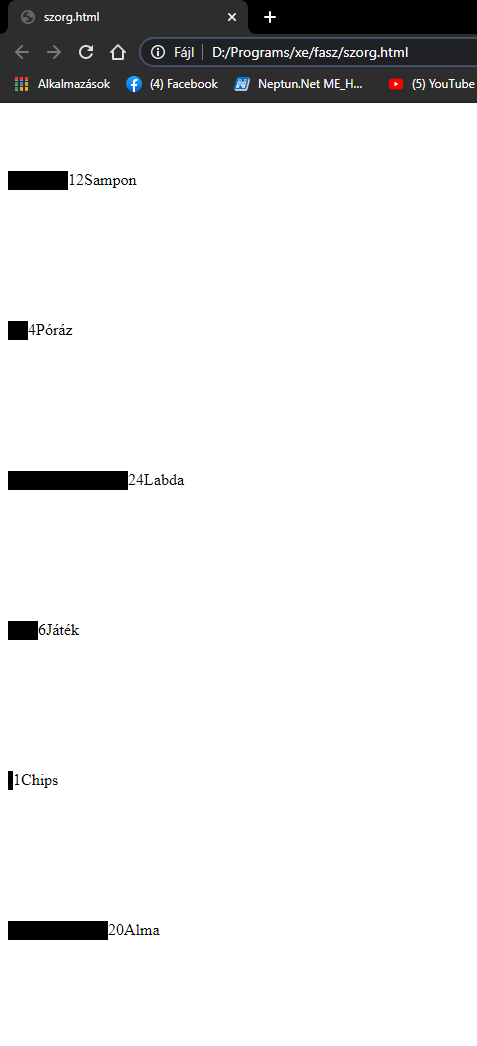 szorg.html
Fájl D:/Programs/xe/fasz/szorg.html
Alkalmazások (4) Facebook Neptun.Net ME_H... (5) YouTube
12Sampon
4Póráz
24Labda
6Játék
1Chips
20Alma